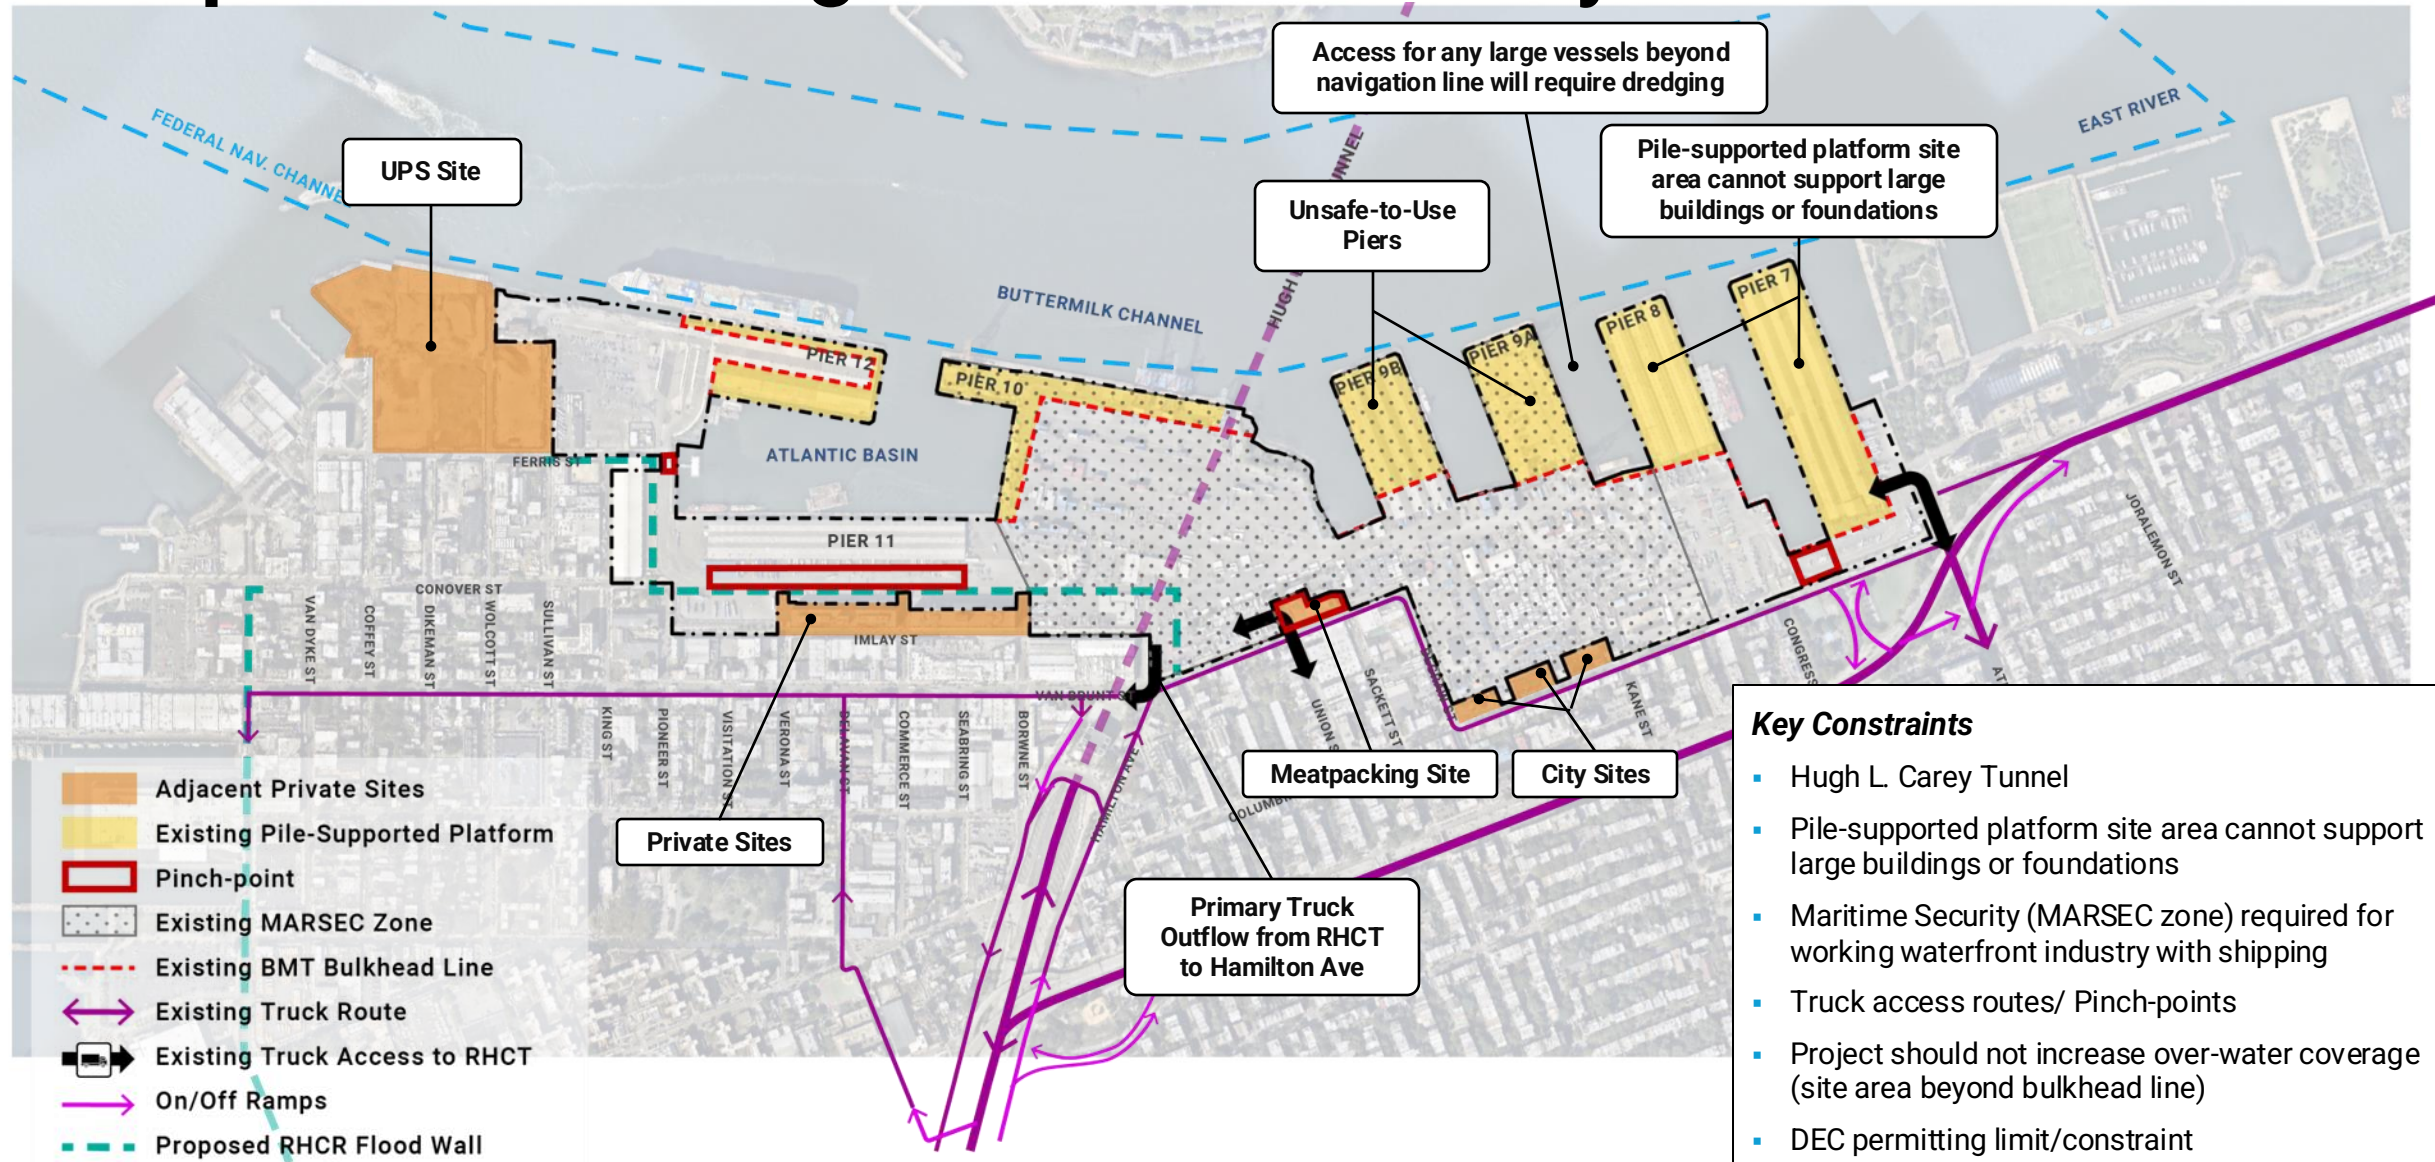 Access for any large vessels beyond
navigation line will require dredging
EAST RIVER
FEDERAL NAV. CHANNEL
UPS Site
Pile-supported platform site
area cannot support large
buildings or foundations
Unsafe-to-Use
Piers
HUGH
BUTTERMILK CHANNEL
PIER 7
PIER 8
PIER 9A
PIER 9B
PIER 12
PIER 10
ATLANTIC BASIN
FERRIS ST
PIER 11
JORALEMON ST
CONOVER ST
VAN DYKE ST
COFFEY ST
DIKEMAN ST
WOLCOTT ST
SULLIVAN ST
IMLAY ST
CONGRESS
VAN BRUNT ST
KING ST
PIONEER ST
VISITATION ST
VERONA ST
DELAVAN ST
COMMERCE ST
SEABRING ST
BORWNE ST
HAMILTON AVE
UNION S
SACKETT ST
KANE ST
Meatpacking Site
City Sites
Private Sites
Primary Truck
Outflow from RHCT
to Hamilton Ave
Adjacent Private Sites
Existing Pile-Supported Platform
Pinch-point
Existing MARSEC Zone
Existing BMT Bulkhead Line
Existing Truck Route
Existing Truck Access to RHCT
On/Off Ramps
Proposed RHCR Flood Wall
Key Constraints
▪ Hugh L. Carey Tunnel
▪ Pile-supported platform site area cannot support
large buildings or foundations
▪ Maritime Security (MARSEC zone) required for
working waterfront industry with shipping
▪ Truck access routes/ Pinch-points
▪ Project should not increase over-water coverage
(site area beyond bulkhead line)
▪ DEC permitting limit/constraint